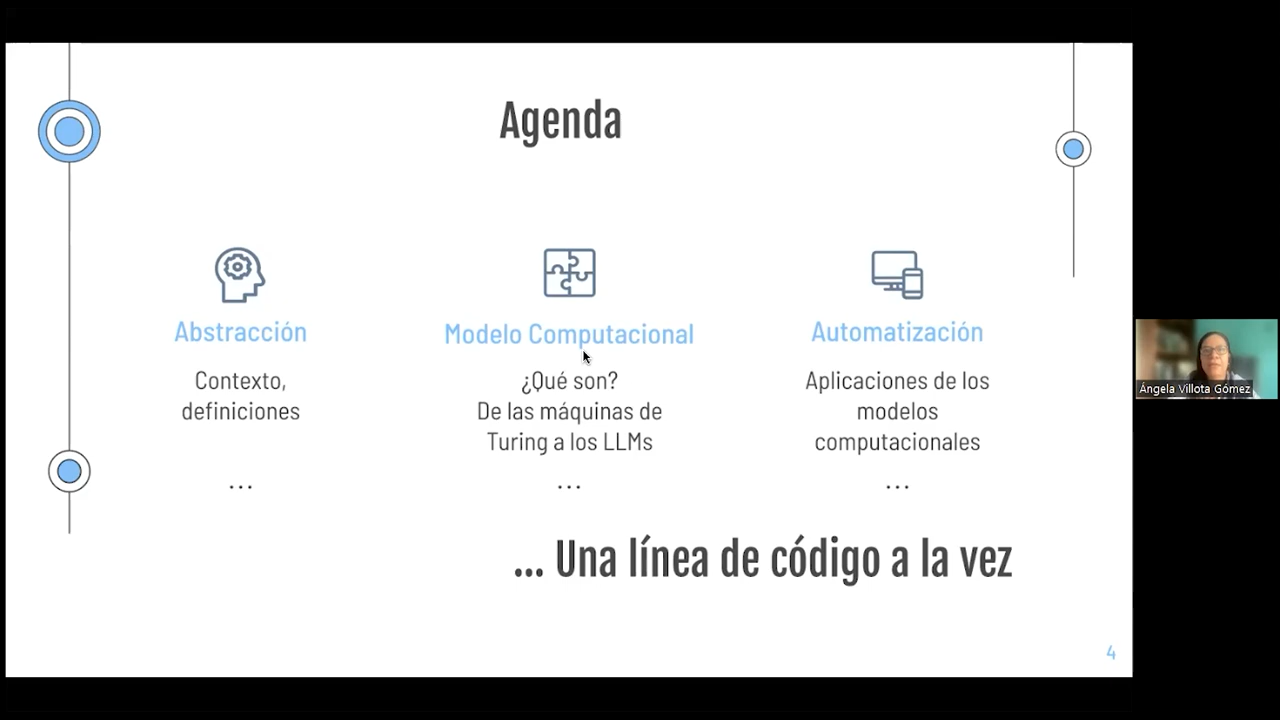 Agenda
Abstracción
Contexto,
definiciones
...
Modelo Computacional
¿Qué son?
De las máquinas de
Turing a los LLMs
...
Automatización
Aplicaciones de los
modelos
computacionales
...
... Una línea de código a la vez
4
Ángela Villota Gómez